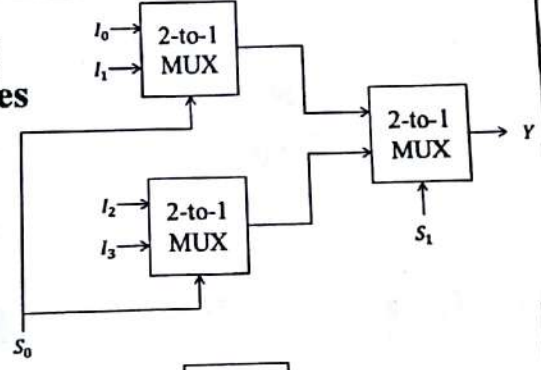 I₀
2-to-1
I₁
MUX
es
2-to-1
MUX
Y
I₂
2-to-1
I₃
MUX
S₁
S₀